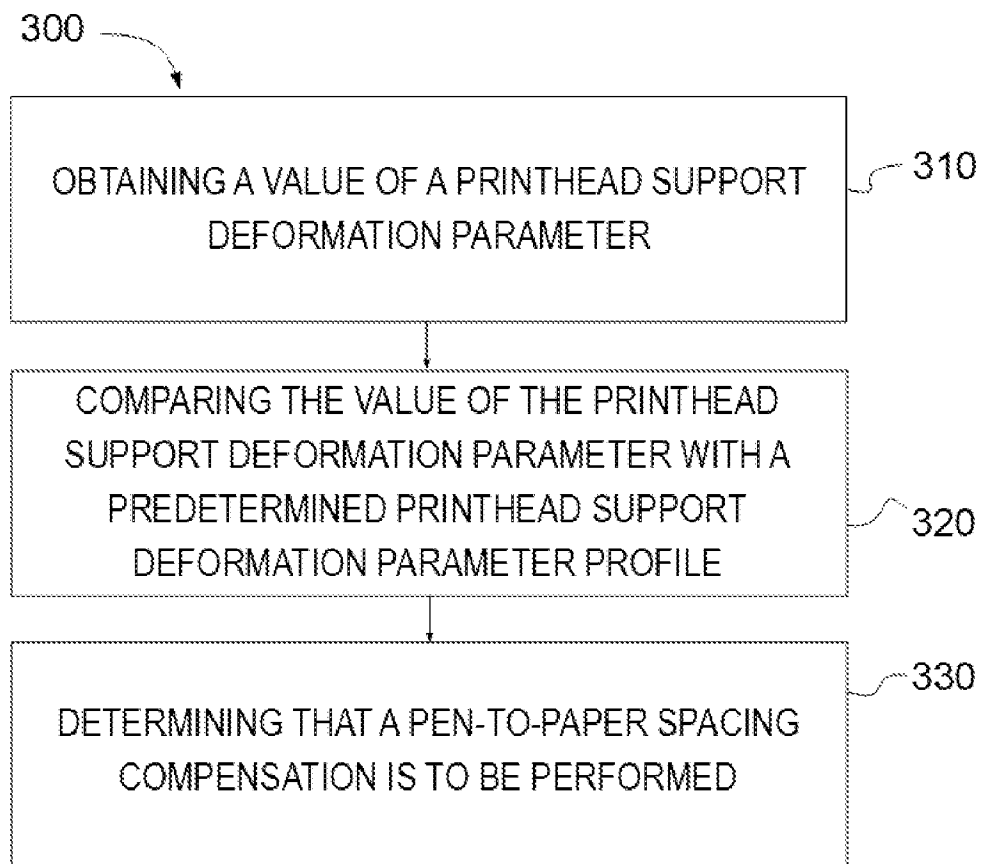 300
OBTAINING A VALUE OF A PRINTHEAD SUPPORT
DEFORMATION PARAMETER
310
COMPARING THE VALUE OF THE PRINTHEAD
SUPPORT DEFORMATION PARAMETER WITH A
PREDETERMINED PRINTHEAD SUPPORT
DEFORMATION PARAMETER PROFILE
320
DETERMINING THAT A PEN-TO-PAPER SPACING
COMPENSATION IS TO BE PERFORMED
330